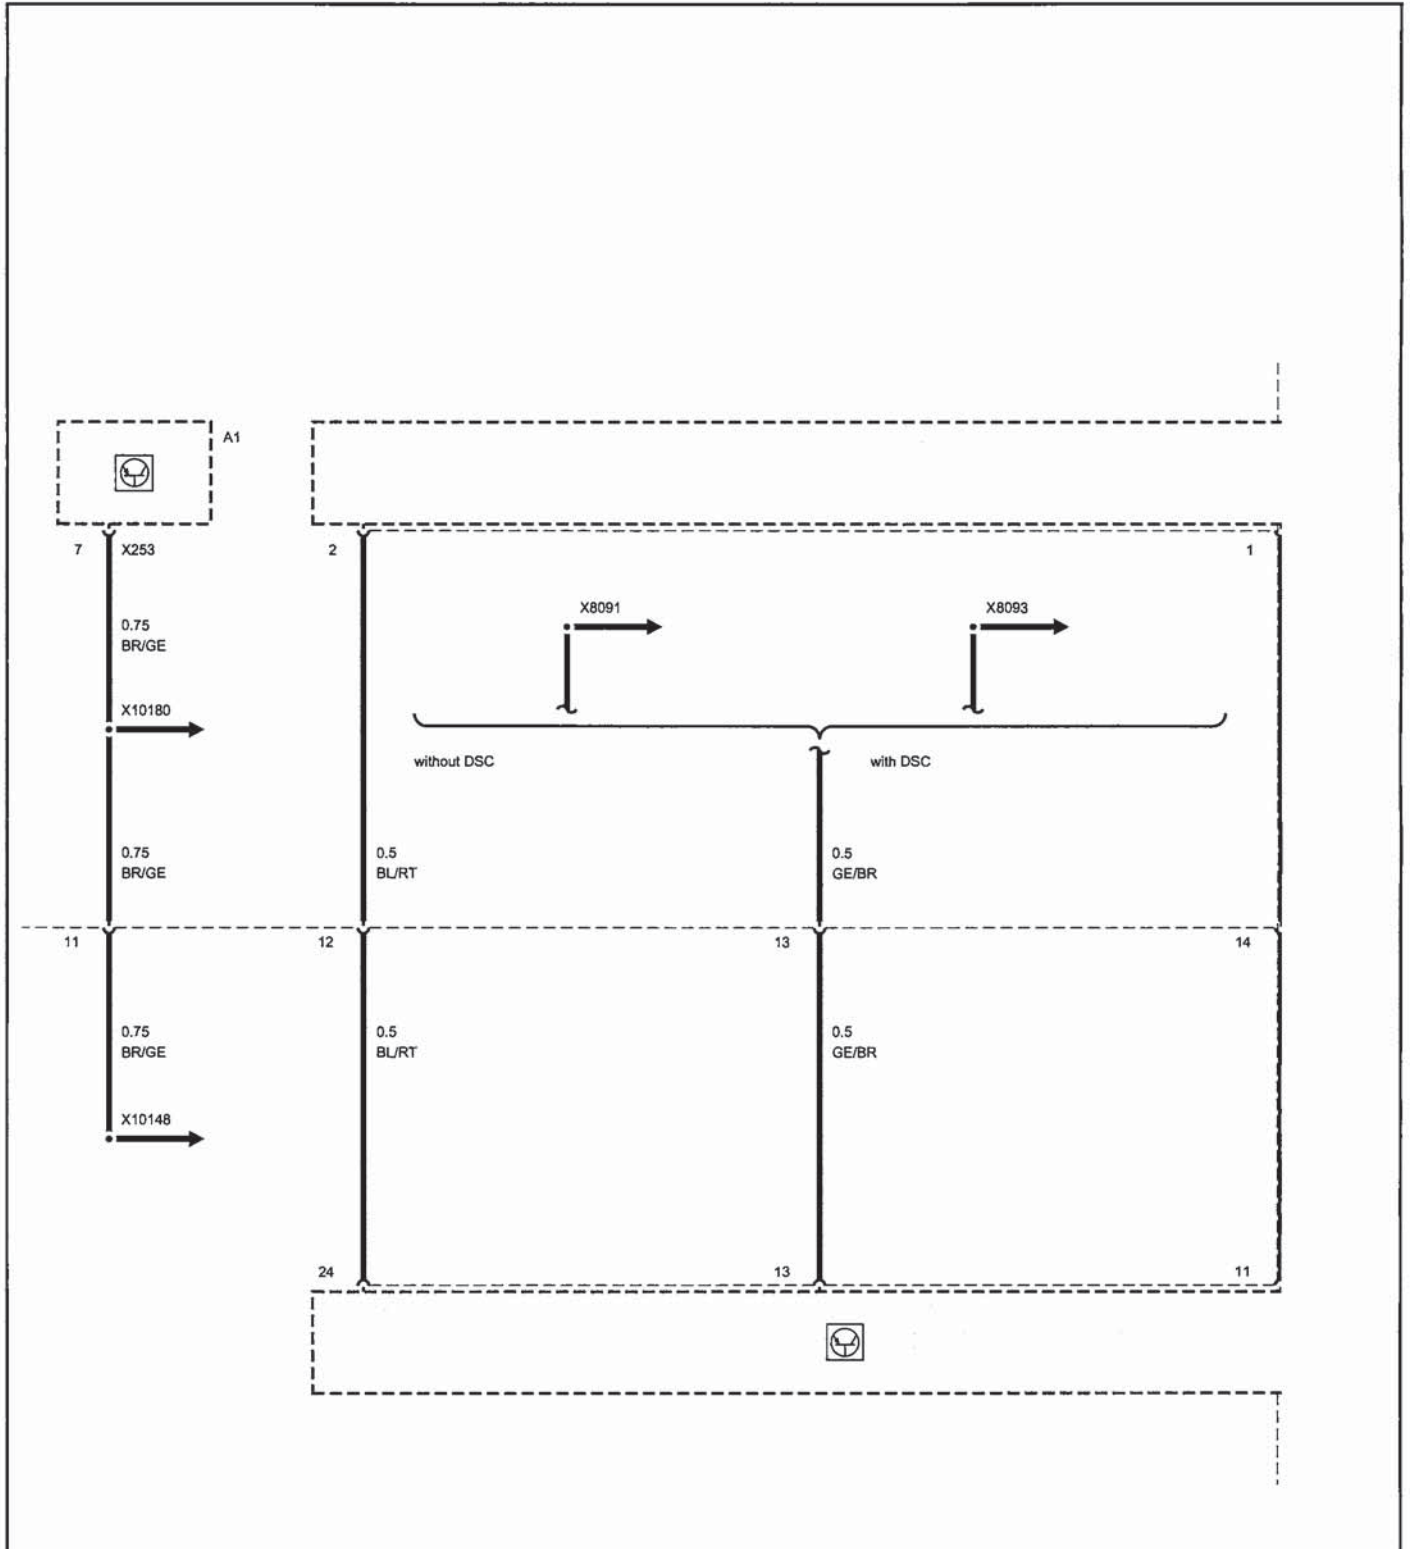 A1
7
X253
2
1
X8091
X8093
0.75
BR/GE
X10180
without DSC
with DSC
0.75
BR/GE
0.5
BL/RT
0.5
GE/BR
11
12
13
14
0.75
BR/GE
0.5
BL/RT
0.5
GE/BR
X10148
24
13
11